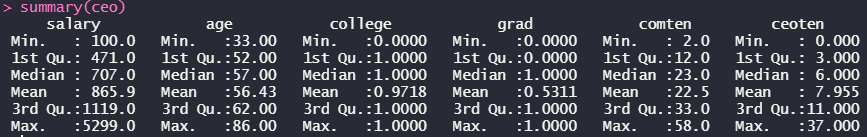 > summary(ceo)
salary age college grad comten ceoten
Min. : 100.0 Min. :33.00 Min. :0.0000 Min. :0.0000 Min. : 2.0 Min. : 0.000
1st Qu.: 471.0 1st Qu.:52.00 1st Qu.:1.0000 1st Qu.:0.0000 1st Qu.:12.0 1st Qu.: 3.000
Median : 707.0 Median :57.00 Median :1.0000 Median :1.0000 Median :23.0 Median : 6.000
Mean : 865.9 Mean :56.43 Mean :0.9718 Mean :0.5311 Mean :22.5 Mean : 7.955
3rd Qu.:1119.0 3rd Qu.:62.00 3rd Qu.:1.0000 3rd Qu.:1.0000 3rd Qu.:33.0 3rd Qu.:11.000
Max. :5299.0 Max. :86.00 Max. :1.0000 Max. :1.0000 Max. :58.0 Max. :37.000